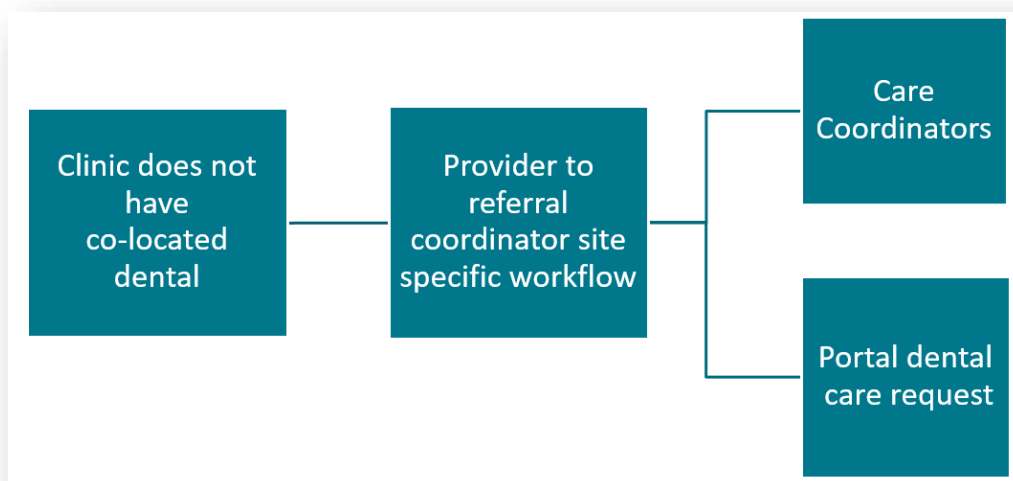 Clinic does not
have
co-located
dental
Provider to
referral
coordinator site
specific workflow
Care
Coordinators
Portal dental
care request